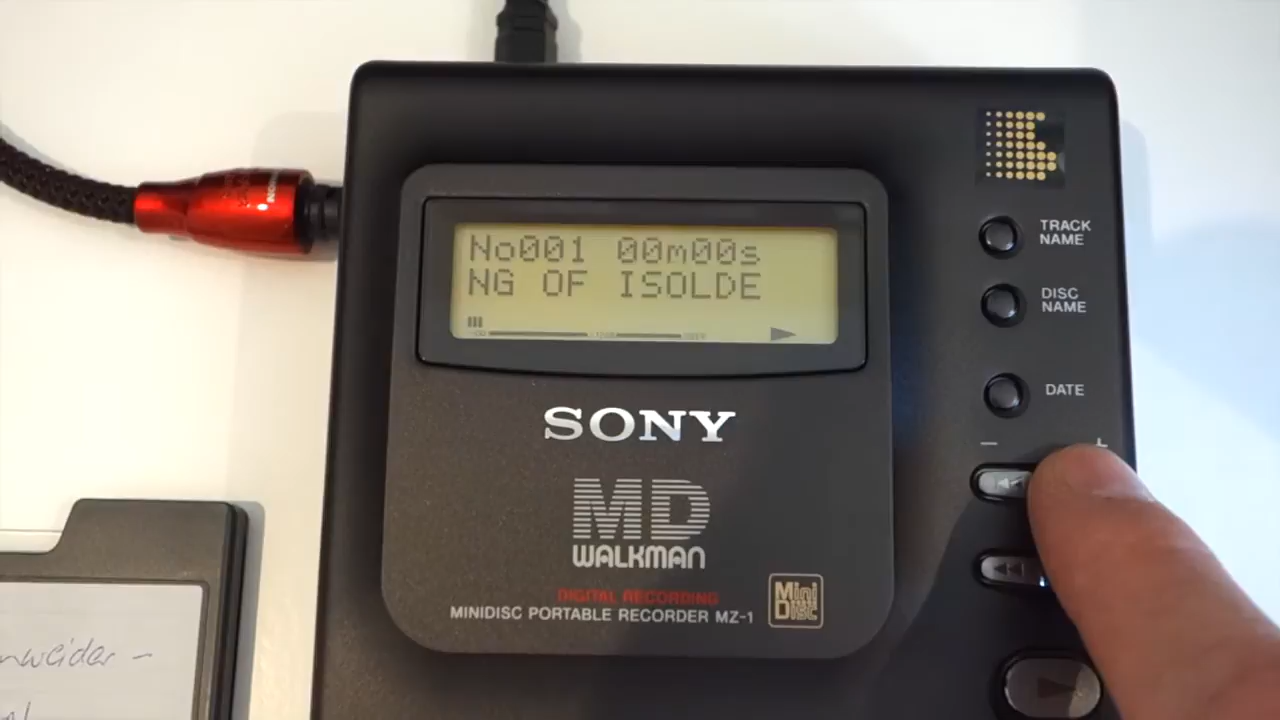 TRACK
NAME
No001 00m00s
NG OF ISOLDE
DISC
NAME
DATE
− +
SONY
MD
WALKMAN
DIGITAL RECORDING
MINIDISC PORTABLE RECORDER MZ-1
Mini
Disc